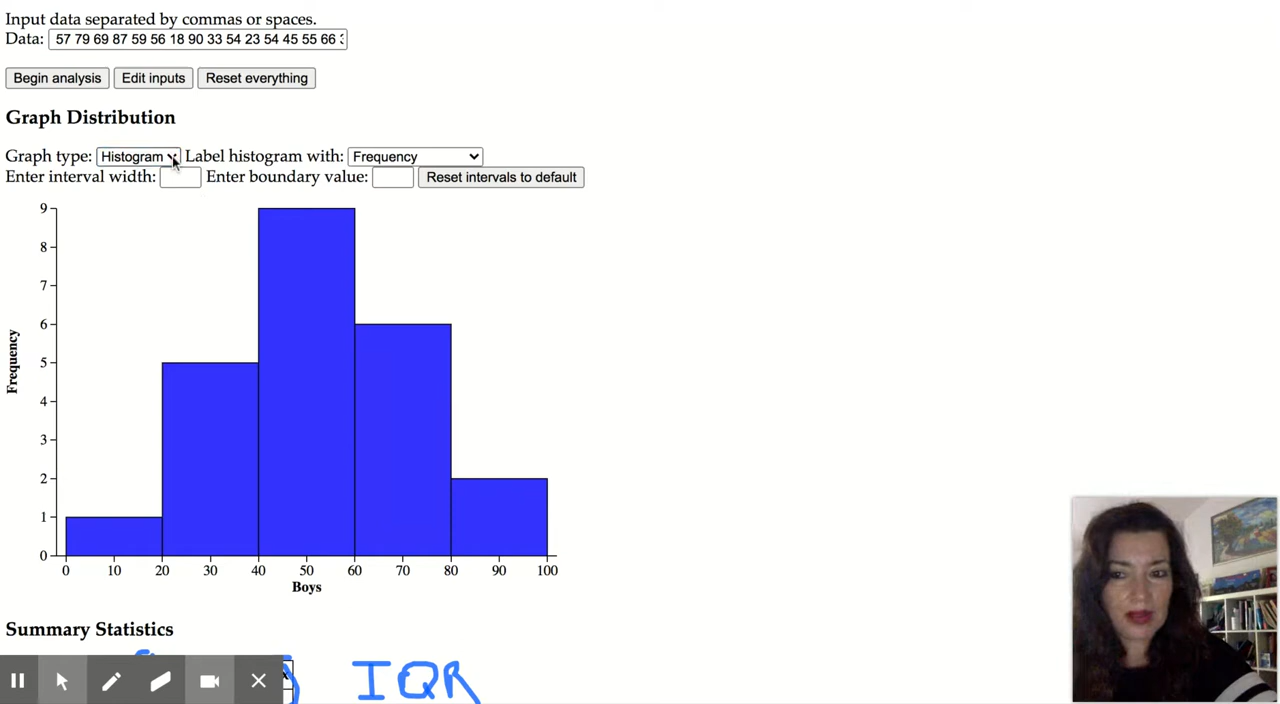 Input data separated by commas or spaces.
Data: 57 79 69 87 59 56 18 90 33 54 23 54 45 55 66
Begin analysis Edit inputs Reset everything
Graph Distribution
Graph type: Histogram Label histogram with: Frequency
Enter interval width: Enter boundary value: Reset intervals to default
9
8
7
6
5
4
3
2
1
0
Frequency
0 10 20 30 40 50 60 70 80 90 100
Boys
Summary Statistics
IQR